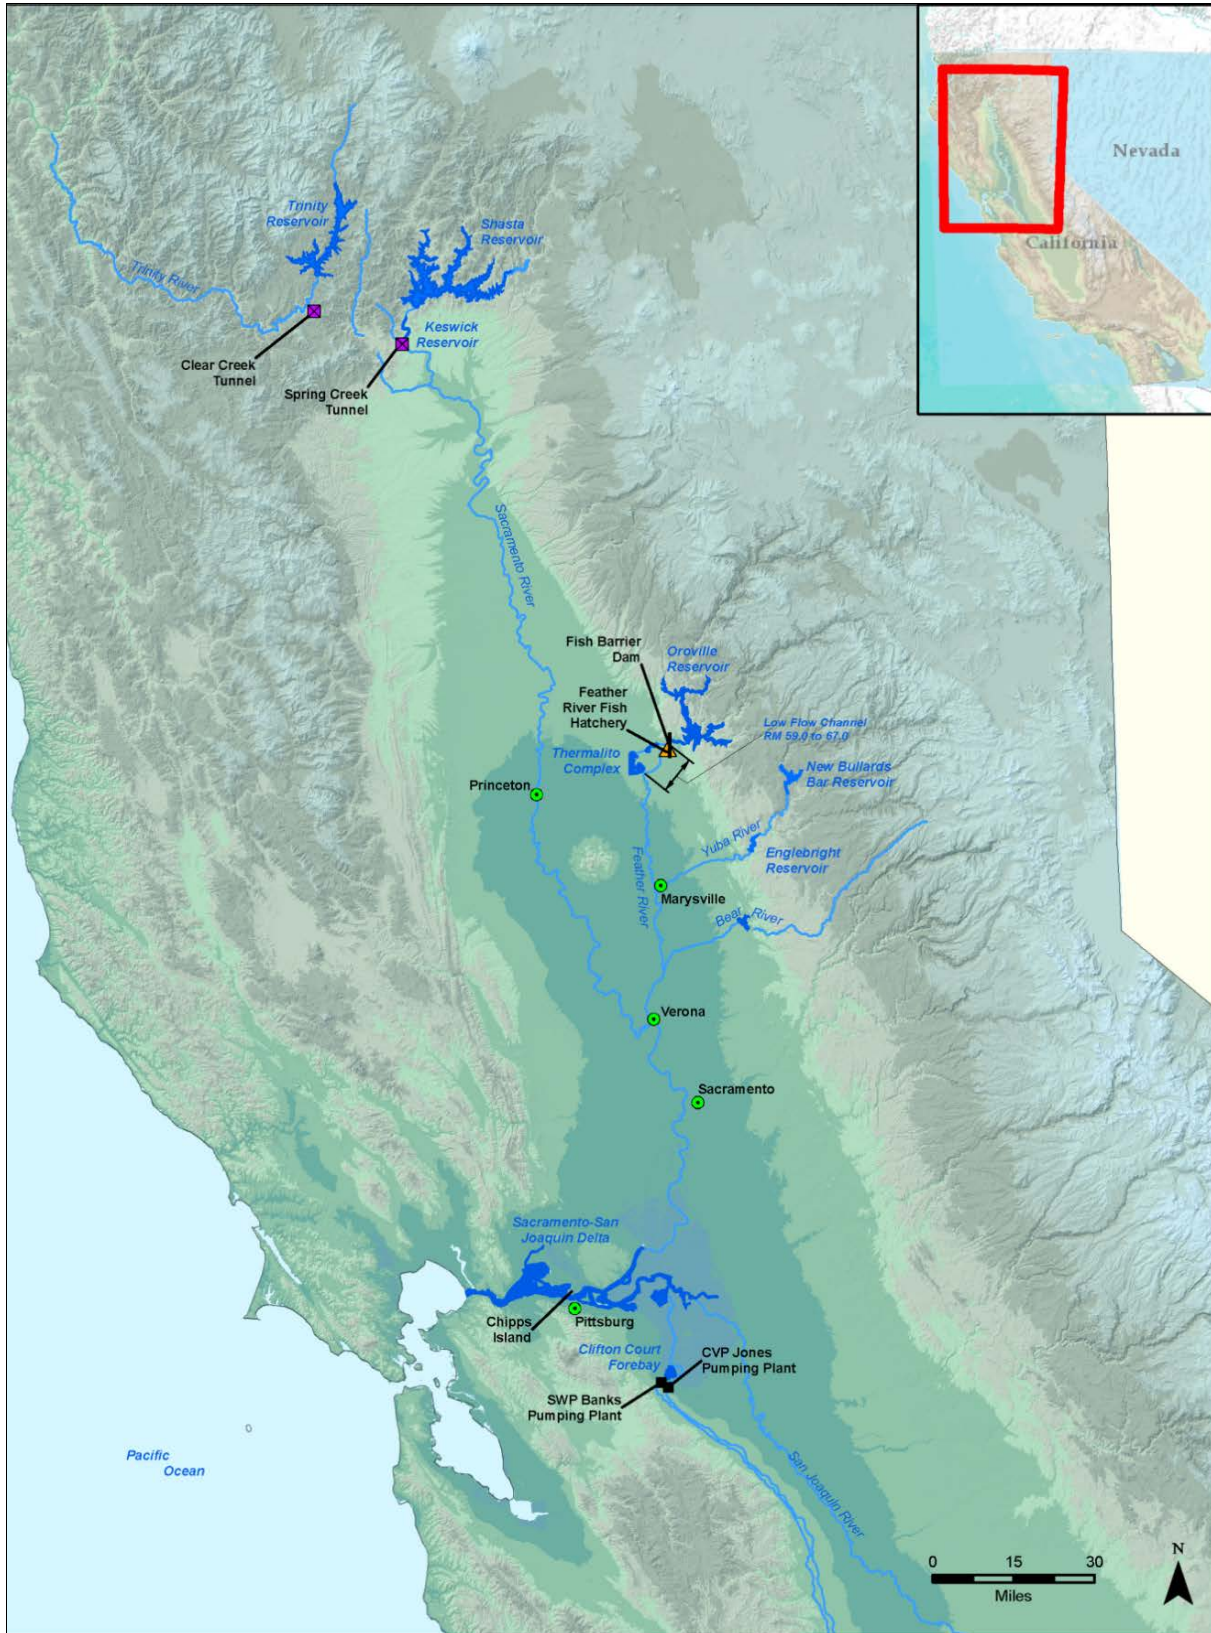 Nevada
California
Trinity
Reservoir
Shasta
Reservoir
Trinity River
Keswick
Reservoir
Clear Creek
Tunnel
Spring Creek
Tunnel
Sacramento River
Fish Barrier
Dam
Oroville
Reservoir
Feather
River Fish
Hatchery
Low Flow Channel
RM 59.0 to 67.0
Thermalito
Complex
New Bullards
Bar Reservoir
Princeton
Yuba River
Englebright
Reservoir
Feather River
Marysville
Bear River
Verona
Sacramento
Sacramento-San
Joaquin Delta
Chipps
Island
Pittsburg
Clifton Court
Forebay
CVP Jones
Pumping Plant
SWP Banks
Pumping Plant
Pacific
Ocean
San Joaquin River
N
0 15 30
Miles